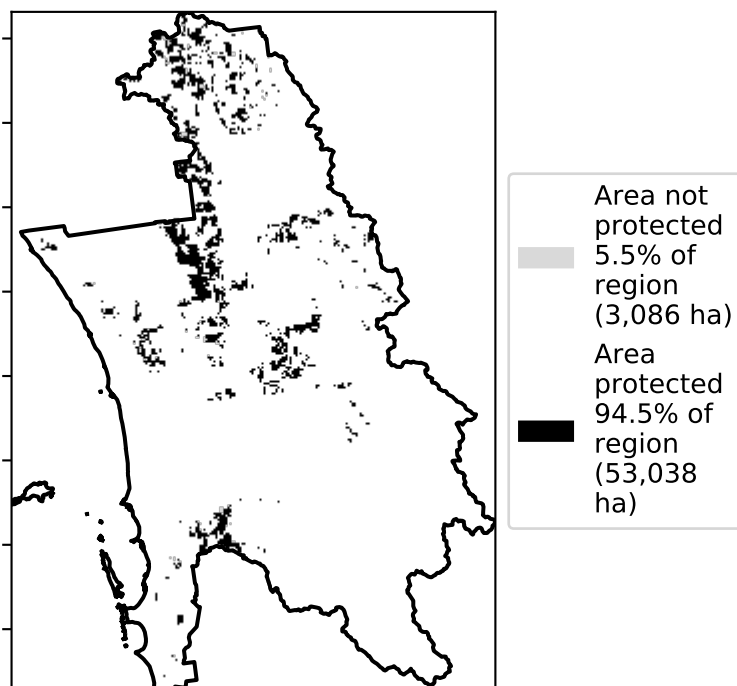 Area not
protected
5.5% of
region
(3,086 ha)
Area
protected
94.5% of
region
(53,038
ha)